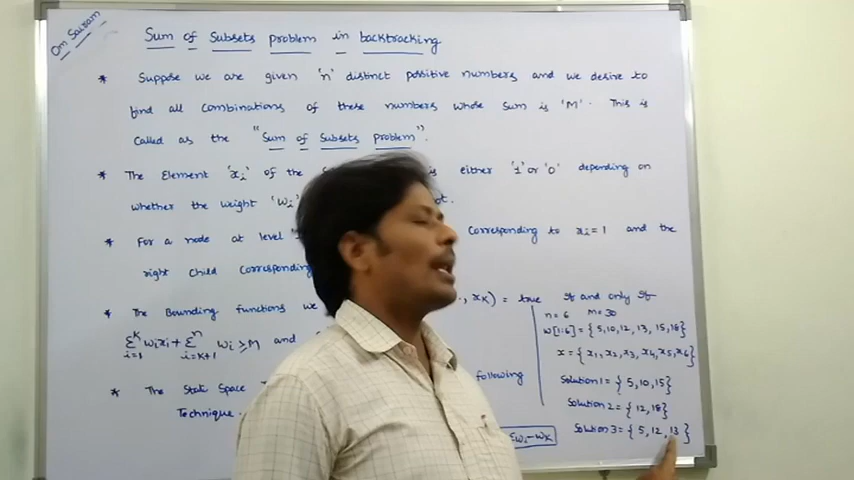 Om Sairam
Sum of Subsets problem in backtracking
* Suppose we are given 'n' distinct positive numbers and we desire to
find all combinations of these numbers whose sum is 'M'. This is
called as the "Sum of Subsets problem".
* The Element 'xi' of the is either '1' or '0' depending on
whether the weight 'wi'
* For a node at level corresponding to xi=1 and the
right child corresponding
* The Bounding functions we , xK) = true If and only If
Σ^K_{i=1} wixi + Σ^n_{i=K+1} wi ≥ M and
* The State Space following
Technique.
Σwi-wK
n=6 m=30
w[1:6] = {5,10,12,13,15,18}
x = {x1, x2, x3, x4, x5, x6}
Solution 1 = {5,10,15}
Solution 2 = {12,18}
Solution 3 = {5,12,13}